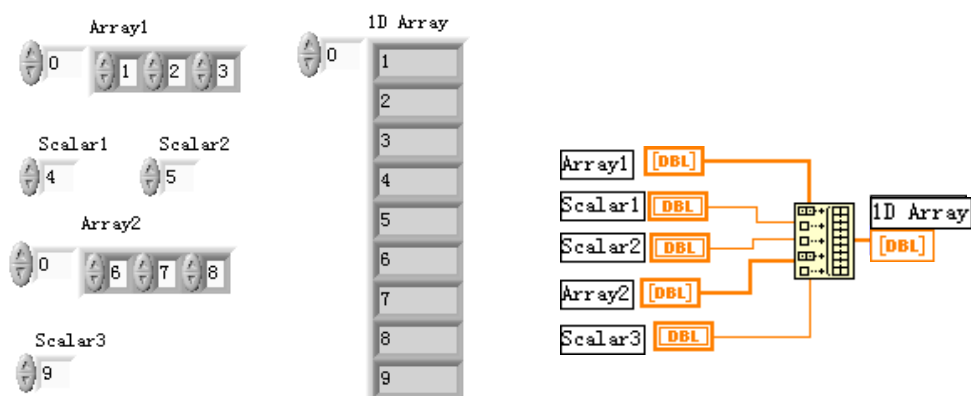 Array1
0 1 2 3
Scalar1 Scalar2
4 5
Array2
0 6 7 8
Scalar3
9
1D Array
0 1
2
3
4
5
6
7
8
9
Array1 [DBL]
Scalar1 DBL
Scalar2 DBL
Array2 [DBL]
Scalar3 DBL
1D Array
[DBL]